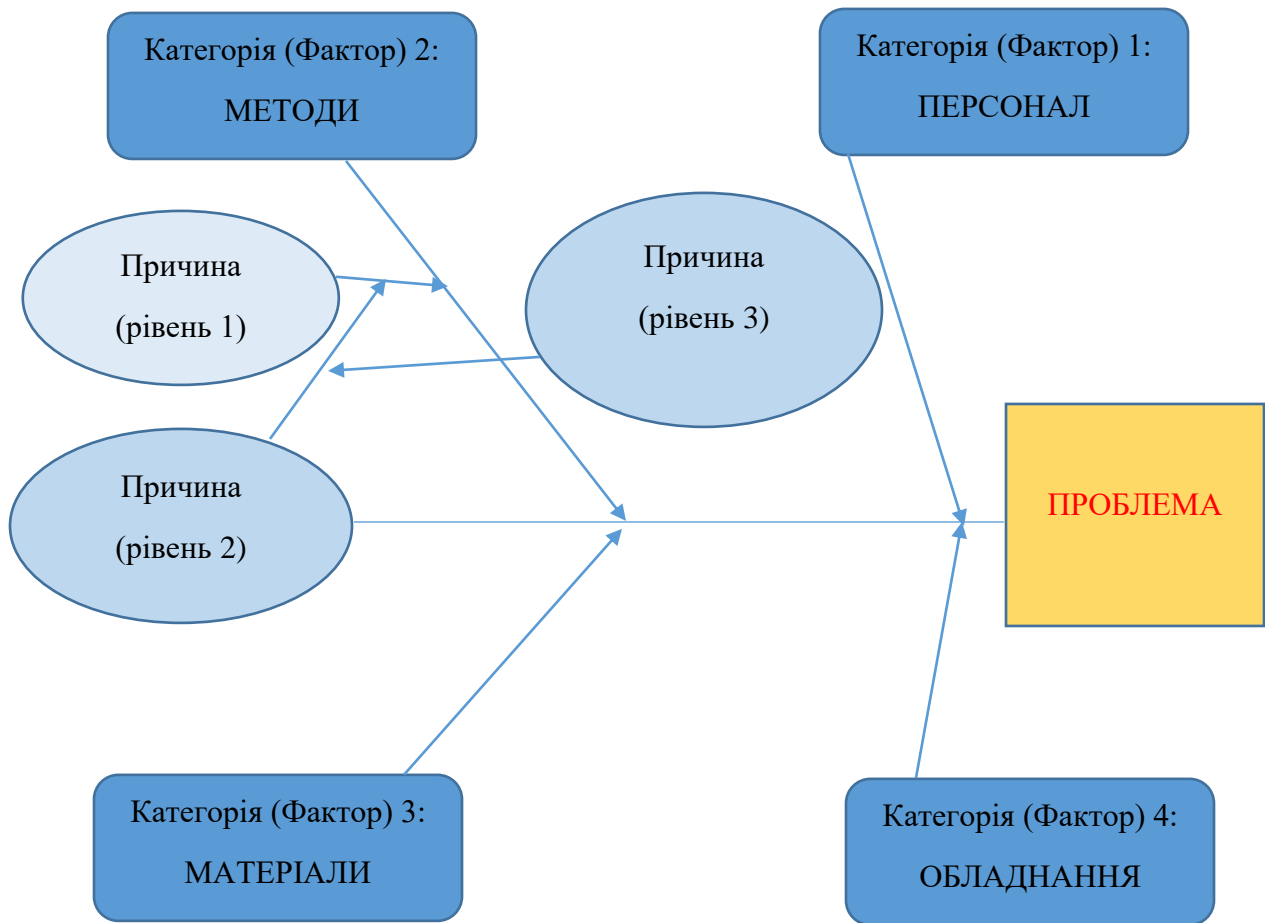 Категорія (Фактор) 2:
МЕТОДИ
Категорія (Фактор) 1:
ПЕРСОНАЛ
Причина
(рівень 1)
Причина
(рівень 3)
Причина
(рівень 2)
ПРОБЛЕМА
Категорія (Фактор) 3:
МАТЕРІАЛИ
Категорія (Фактор) 4:
ОБЛАДНАННЯ